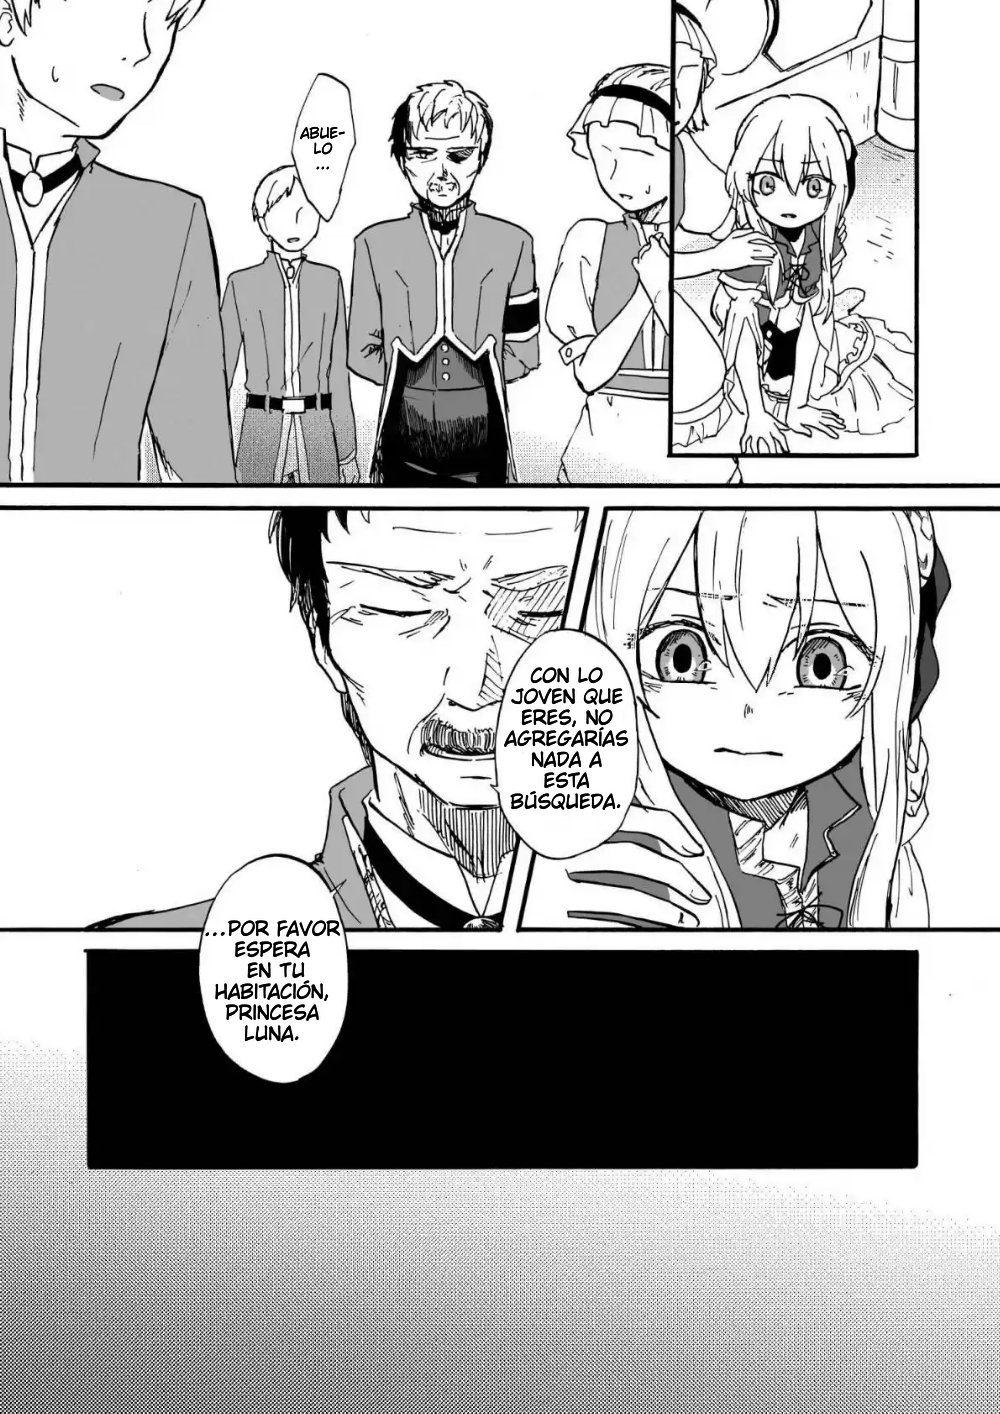 ABUE-
LO
...
CON LO
JOVEN QUE
ERES, NO
AGREGARÍAS
NADA A
ESTA
BÚSQUEDA.
...POR FAVOR
ESPERA
EN TU
HABITACIÓN,
PRINCESA
LUNA.